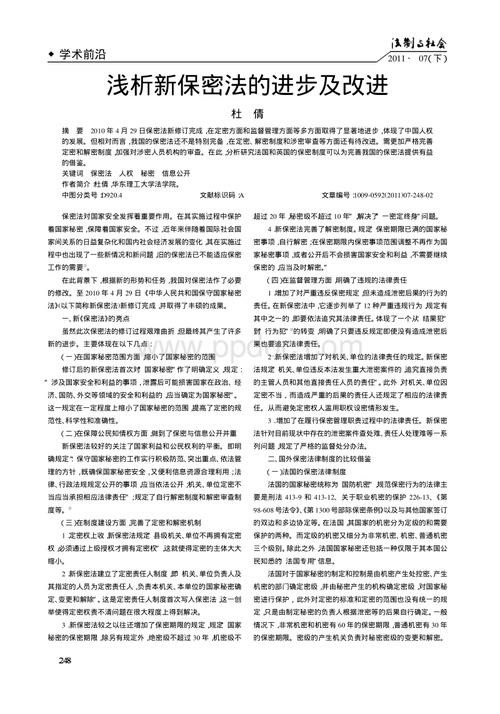 ◆ 学术前沿
法制与社会
2011· 07(下)
浅析新保密法的进步及改进
杜 倩
摘 要 2010 年 4 月 29 日保密法新修订完成 ,在定密方面和监督管理方面等多方面取得了显著地进步 ,体现了中国人权
的发展。但相对而言 ,我国的保密法还不是特别完备 ,在定密、解密制度和涉密审查等方面还有待改进。需更加严格完善
定密和解密制度 ,加强对涉密人员机构的审查。在此 ,分析研究法国和英国的保密制度可以为完善我国的保密法提供有益
的借鉴。
关键词 保密法 人权 秘密 信息公开
作者简介 :杜倩 ,华东理工大学法学院。
中图分类号 :D920.4 文献标识码 :A 文章编号 :1009-0592(2011)07-248-02
保密法对国家安全发挥着重要作用。在其实施过程中保护
着国家秘密 ,保障着国家安全。不过 ,近年来伴随着国际社会国
家间关系的日益复杂化和国内社会经济发展的变化 ,其在实施过
程中也出现了一些新情况和新问题 ,旧的保密法已不能适应保密
工作的需要 。
在此背景下 ,根据新的形势和任务 ,我国对保密法作了必要
的修改。至 2010 年 4 月 29 日《中华人民共和国保守国家秘密
法》(以下简称新保密法)新修订完成 ,并取得了丰硕的成果。
一、新《保密法》的亮点
虽然此次保密法的修订过程艰难曲折 ,但最终其产生了许多
新的进步。主要体现在以下几点 :
(一)在国家秘密范围方面 ,缩小了国家秘密的范围
修订后的新保密法首次对“国家秘密”作了明确定义 ,规定 :
“涉及国家安全和利益的事项 ,泄露后可能损害国家在政治、经
济、国防、外交等领域的安全和利益的 ,应当确定为国家秘密”。
这一规定在一定程度上缩小了国家秘密的范围 ,提高了定密的规
范性、科学性和准确性。
(二)在保障公民知情权方方面 ,做到了保密与信息公开并重
新保密法较好的关注了国家利益和公民权利的平衡。即明
确规定“保守国家秘密的工作实行积极防范、突出重点、依法管
理的方针 ,既确保国家秘密安全 ,又便利信息资源合理利用 ;法
律、行政法规规定公开的事项 ,应当依法公开 ;机关、单位定密不
当应当承担相应法律责任” ;规定了自行解密制度和解密审查制
度等。
(三)在制度建设方面 ,完善了定密和解密机制
1.定密权上收 ,新保密法规定 ,县级机关、单位不再拥有定密
权 ,必须通过上级授权才拥有定密权 ,这就使得定密的主体大大
缩小。
2.新保密法建立了定密责任人制度 ,即“机关、单位负责人及
其指定的人员为定密责任人 ,负责本机关、本单位的国家秘密确
定、变更和解除”。这是定密责任人制度首次写入保密法 ,这一创
举使得定密权责不清问题在很大程度上得到解决。
3.新保密法较之以往还增加了保密期限的规定 ,规定“国家
秘密的保密期限 ,除另有规定外 ,绝密级不超过 30 年 ,机密级不
超过 20 年 ,秘密级不超过 10 年” ,解决了“一密定终身”问题。
4.新保密法完善了解密制度。规定“保密期限已满的国家秘
密事项 ,自行解密 ;在保密期限内保密事项范围调整不再作为国
家秘密事项 ,或者公开后不会损害国家安全和利益 ,不需要继续
保密的 ,应当及时解密。”
(四)在监督管理方面 ,明确了违规的法律责任
1.增加了对严重违反保密规定 ,但未造成泄密后果的行为的
责任。在新保密法中 ,它逐步列举了 12 种严重违规行为 ,规定有
其中之一的 ,即要依法追究其法律责任。体现了一个从“结果犯”
到“行为犯” 的转变 ,明确了只要违反规定即便没有造成泄密后
果也要追究法律责任。
2.新保密法增加了对机关、单位的法律责任的规定。新保密
法规定“机关、单位违反本法发生重大泄密案件的 ,追究直接负责
的主管人员和其他直接责任人员的责任”。此外 ,对机关、单位因
定密不当 ,而造成严重的后果的责任人还规定了相应的法律责
任。从而避免定密权人滥用职权设密情形发生。
3.增加了在履行保密管理职责过程中的法律责任。新保密
法针对目前现状中存在的泄密案件查处难、责任人处理难等一系
列问题 ,规定了严格的监督处分办法。
二、国外保密法律制度的比较借鉴
(一)法国的保密法律制度
法国的国家秘密统称为“国防机密” ,规范保密行为的法律主
要是刑法 413-9 和 413-12, 关于职业机密的保护 226-13,《第
98-608 号法令》、《第 1300 号部际保密条例》以及与其他国家签订
的双边和多边协定等。在法国 ,其国家的机密分为定级的和需要
保护的两种。而定级的机密又细分为非常机密、机密、普通机密
三个级别。除此之外 ,法国国家秘密还包括一种仅限于其本国公
民知悉的“法国专用”信息。
法国对于国家秘密的制定和控制是由机密产生处控密、产生
机密的部门确定密级 ,并由秘密产生的机构确定密级 ,对国家秘
密进行保护 ,此外对定密的标准和定密的范围也没有统一的规
定 ,只是由制定秘密的负责人根据泄密等的后果自行确定。一般
情况下 ,非常机密和机密有 60 年的保密期限 ,普通机密有 30 年
的保密期限。密级的产生机关负责对秘密密级的变更和解密。
248